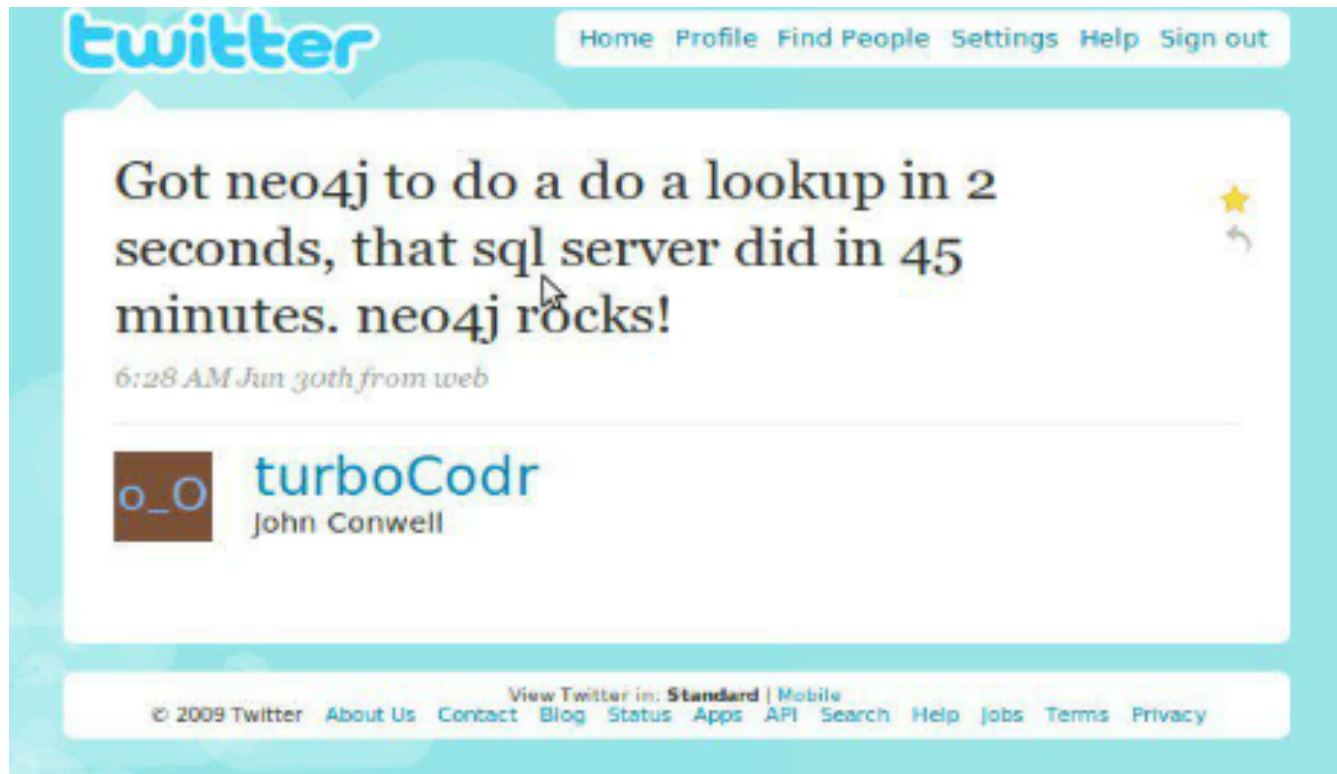 twitter
Home Profile Find People Settings Help Sign out
Got neo4j to do a do a lookup in 2
seconds, that sql server did in 45
minutes. neo4j rocks!
6:28 AM Jun 30th from web
o_O
turboCodr
John Conwell
View Twitter in: Standard | Mobile
© 2009 Twitter About Us Contact Blog Status Apps API Search Help Jobs Terms Privacy